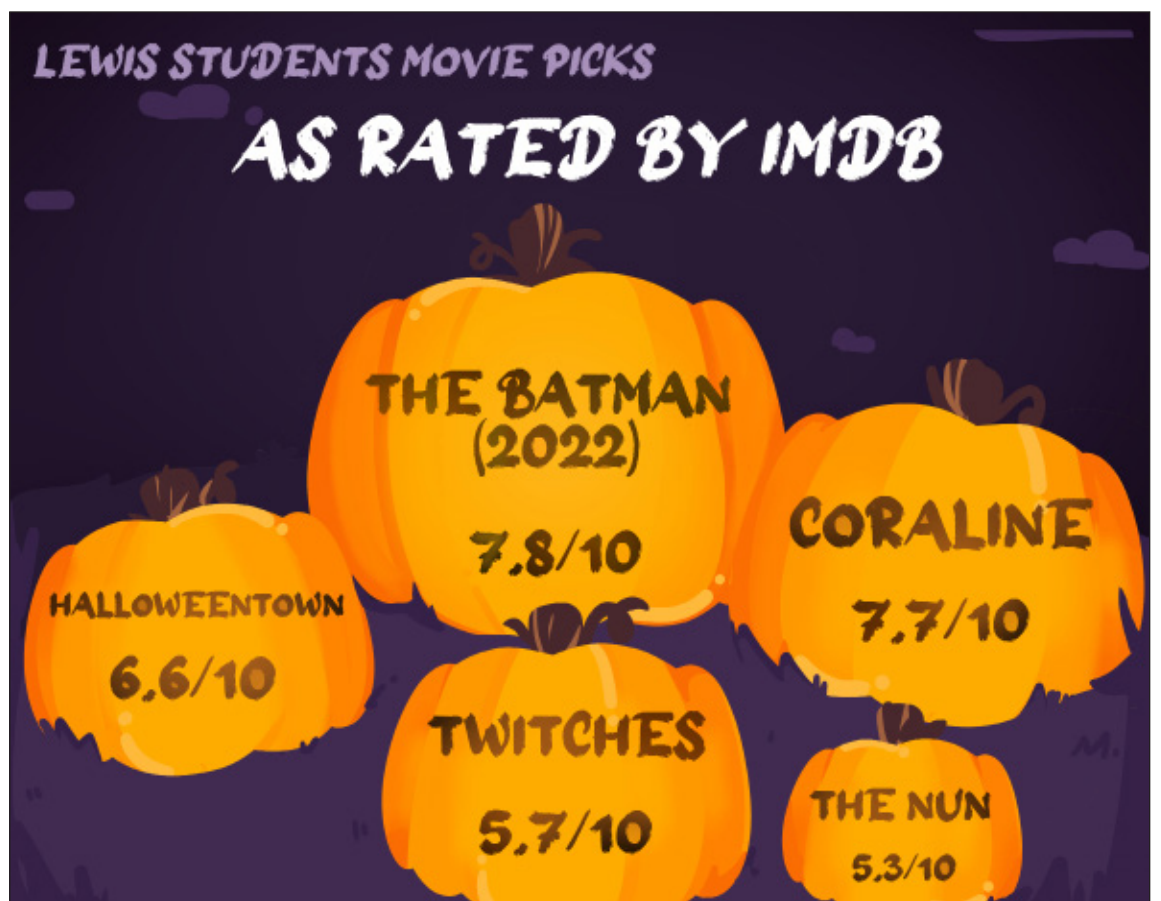 LEWIS STUDENTS MOVIE PICKS
AS RATED BY IMDB
THE BATMAN
(2022)
7.8/10
CORALINE
7.7/10
HALLOWEENTOWN
6.6/10
TWITCHES
5.7/10
THE NUN
5.3/10